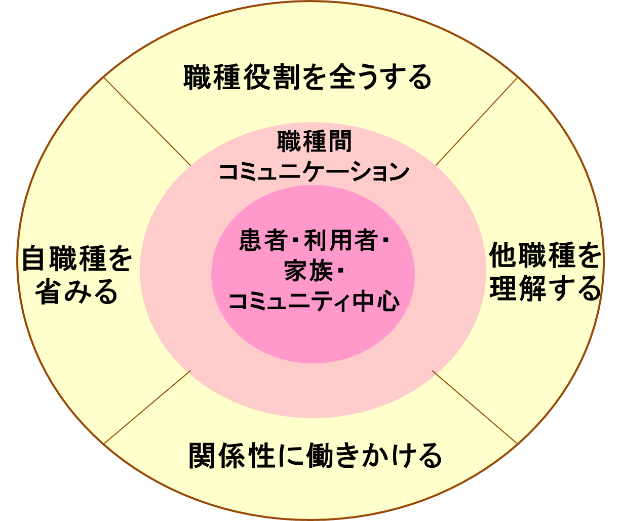 職種役割を全うする
職種間
コミュニケーション
患者・利用者・
家族・
コミュニティ中心
自職種を
省みる
他職種を
理解する
関係性に働きかける